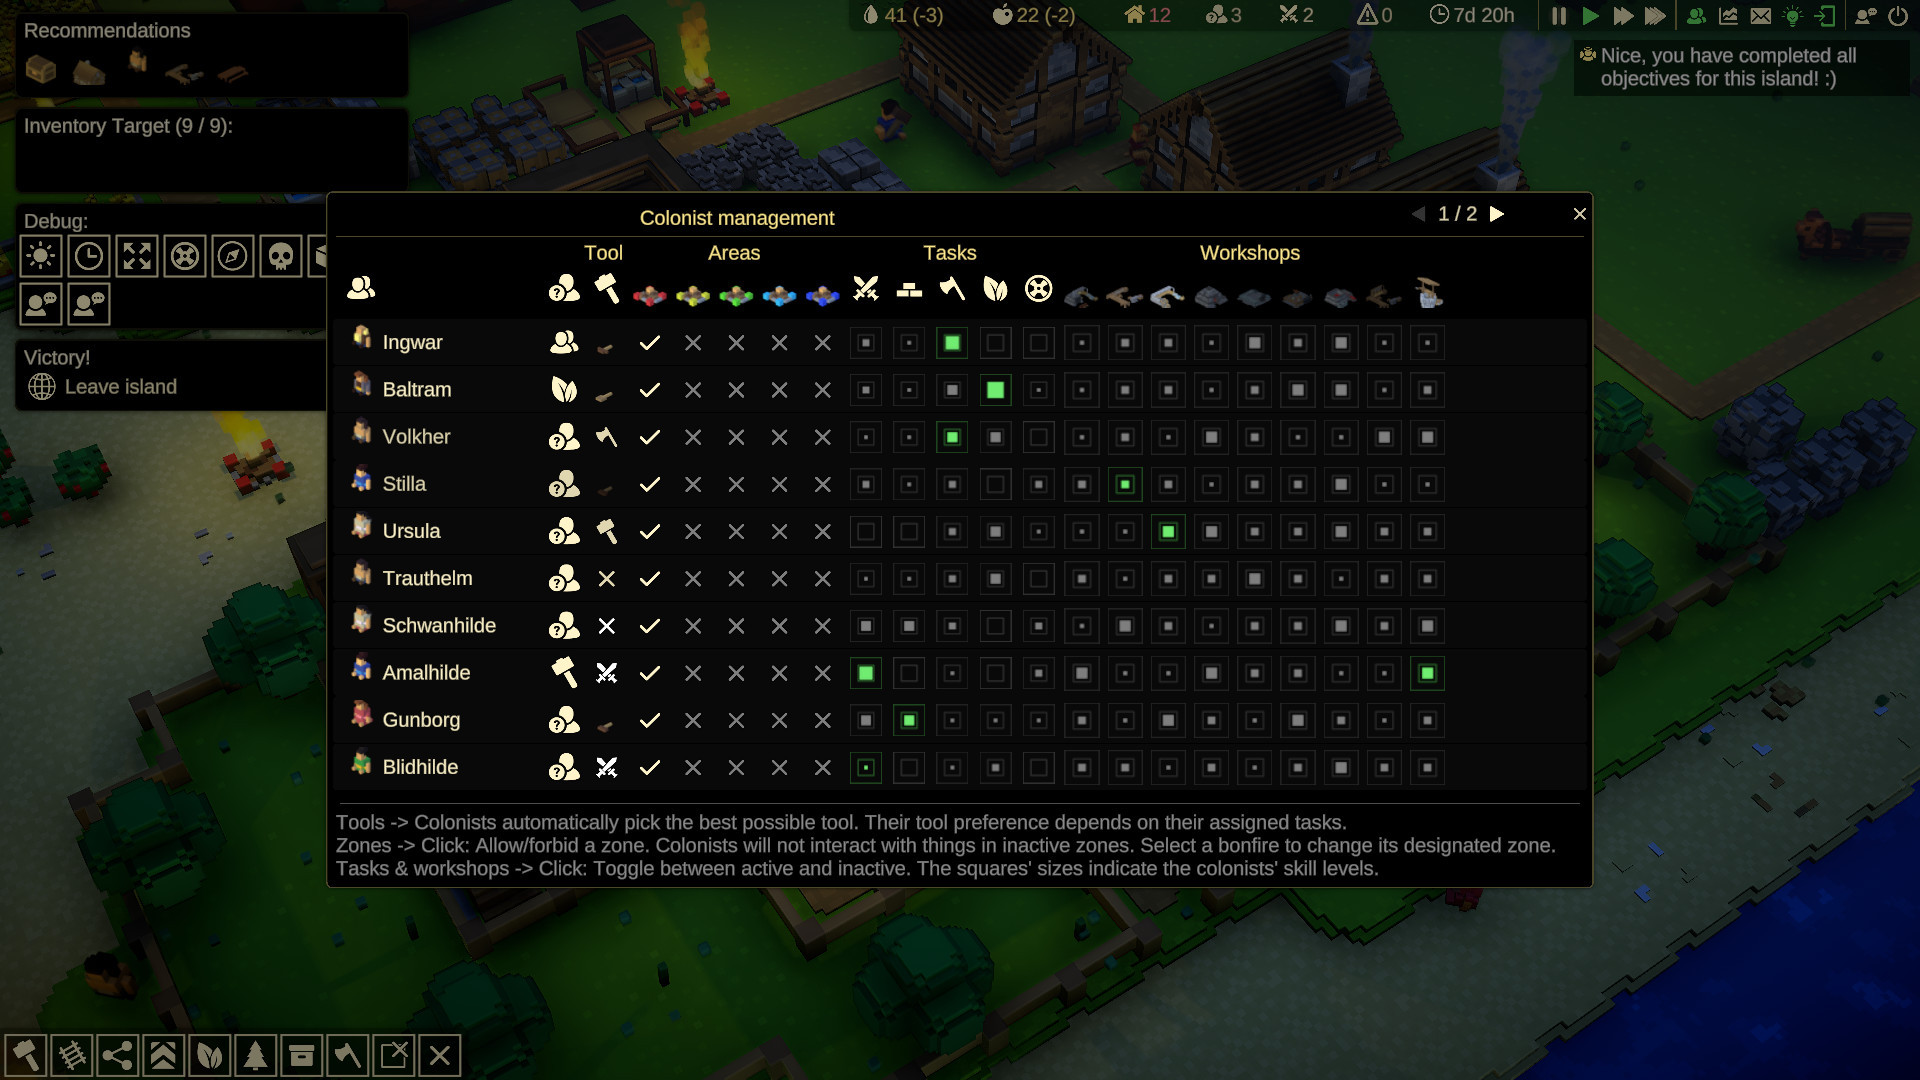 Recommendations
41 (-3)
22 (-2)
12
3
2
0
7d 20h
Nice, you have completed all
objectives for this island! :)
Inventory Target (9 / 9):
Debug:
Victory!
Leave island
Colonist management
1 / 2
Tool
Areas
Tasks
Workshops
Ingwar
Baltram
Volkher
Stilla
Ursula
Trauthelm
Schwanhilde
Amalhilde
Gunborg
Blidhilde
Tools -> Colonists automatically pick the best possible tool. Their tool preference depends on their assigned tasks.
Zones -> Click: Allow/forbid a zone. Colonists will not interact with things in inactive zones. Select a bonfire to change its designated zone.
Tasks & workshops -> Click: Toggle between active and inactive. The squares' sizes indicate the colonists' skill levels.